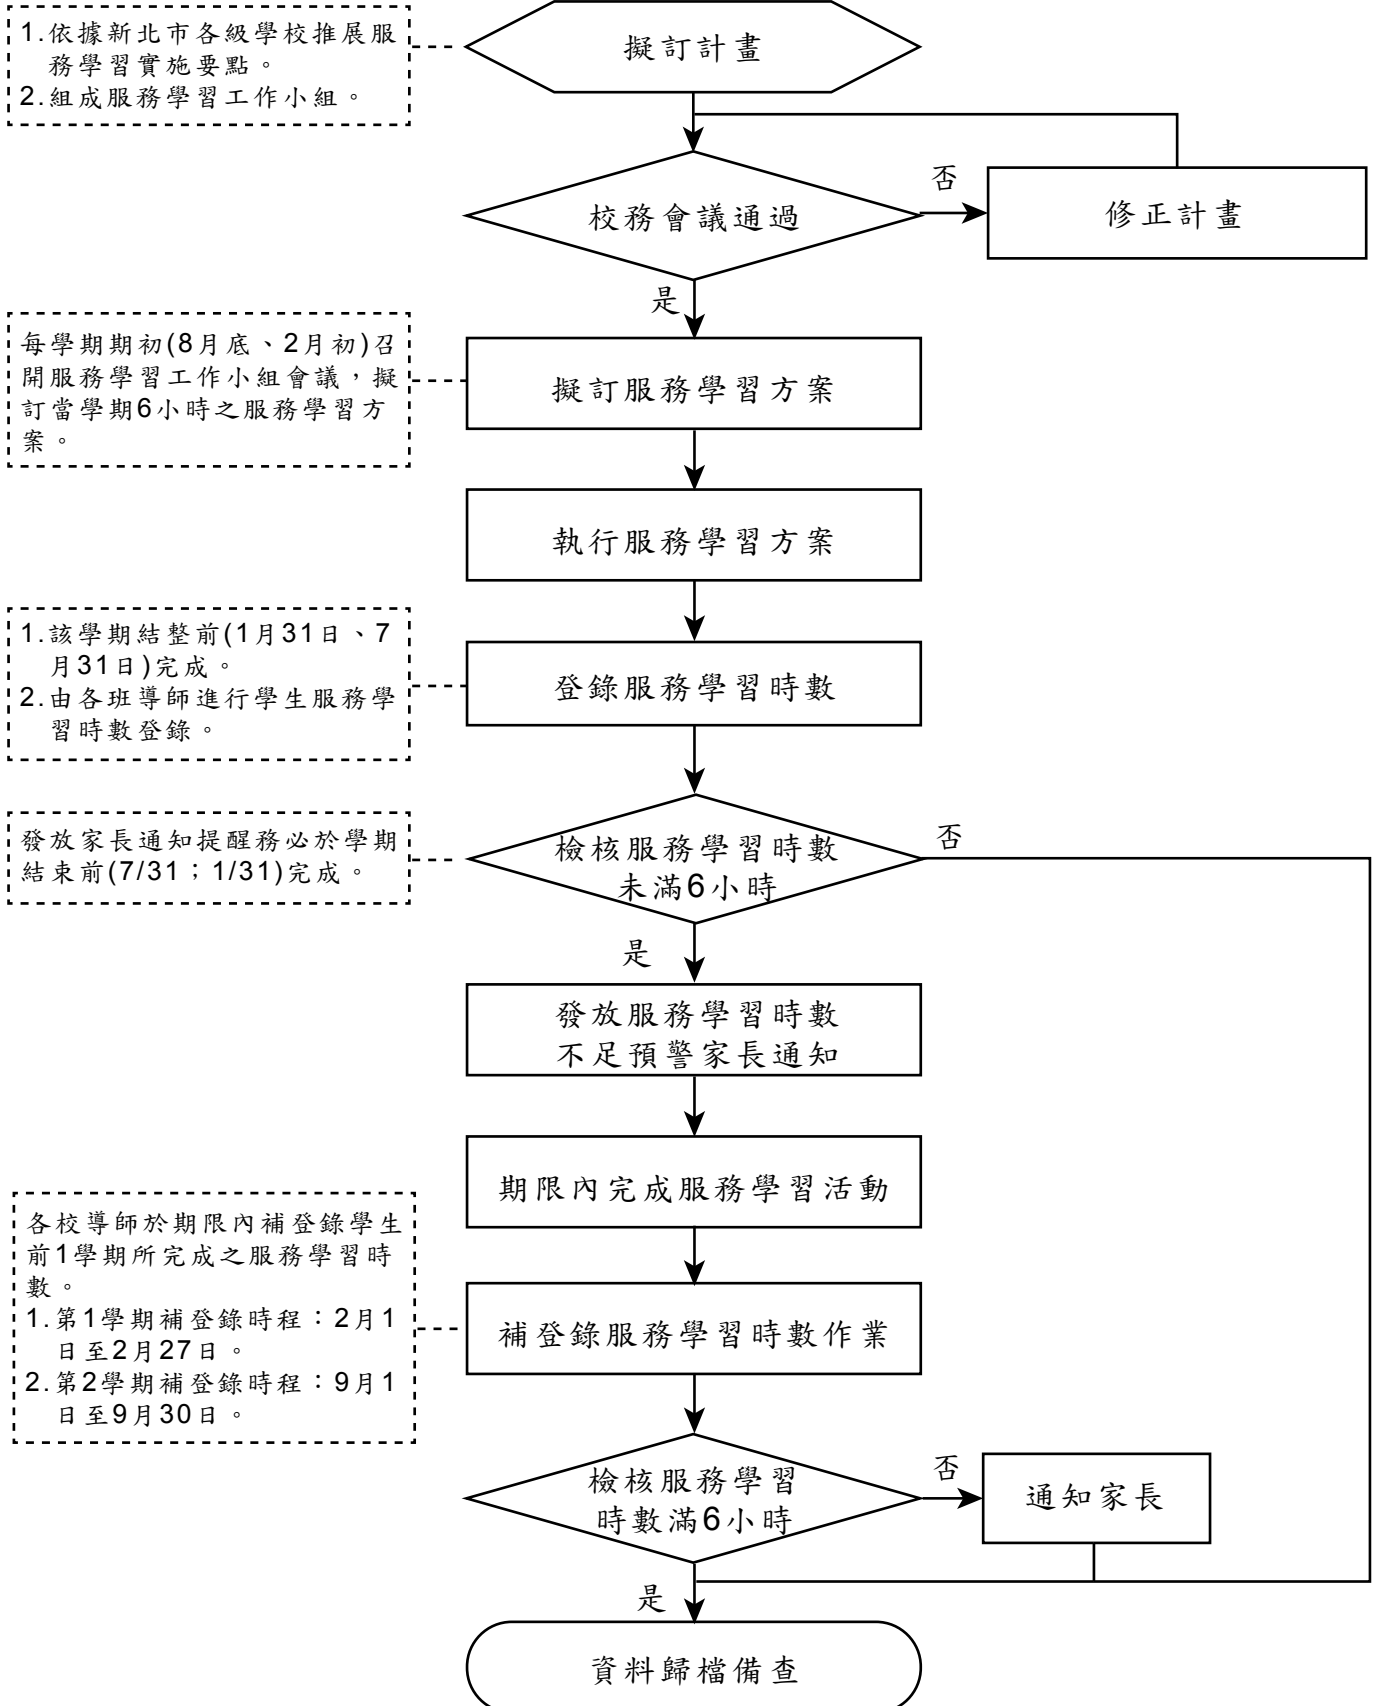 1.依據新北市各級學校推展服
務學習實施要點。
2.組成服務學習工作小組。
擬訂計畫
校務會議通過
否
修正計畫
是
每學期期初(8月底、2月初)召
開服務學習工作小組會議，擬
訂當學期6小時之服務學習方
案。
擬訂服務學習方案
執行服務學習方案
1.該學期結整前(1月31日、7
月31日)完成。
2.由各班導師進行學生服務學
習時數登錄。
登錄服務學習時數
發放家長通知提醒務必於學期
結束前(7/31；1/31)完成。
檢核服務學習時數
未滿6小時
否
是
發放服務學習時數
不足預警家長通知
期限內完成服務學習活動
各校導師於期限內補登錄學生
前1學期所完成之服務學習時
數。
1.第1學期補登錄時程：2月1
日至2月27日。
2.第2學期補登錄時程：9月1
日至9月30日。
補登錄服務學習時數作業
檢核服務學習
時數滿6小時
否
通知家長
是
資料歸檔備查